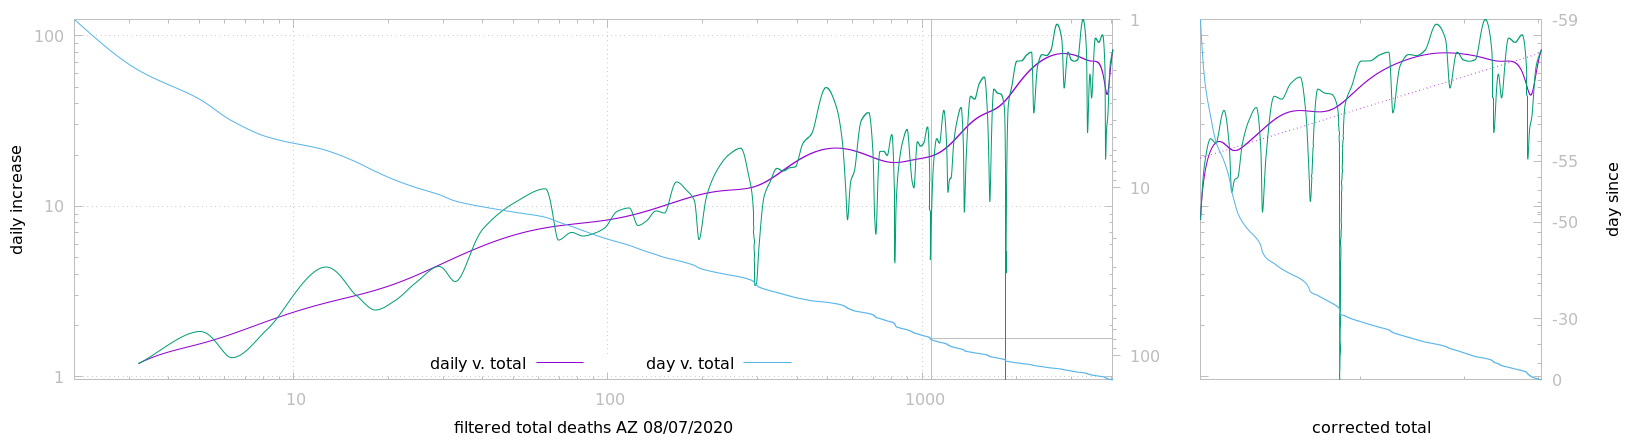 100
10
1
daily increase
daily v. total
day v. total
10
100
1000
filtered total deaths AZ 08/07/2020
1
10
100
-59
-55
-50
-30
0
day since
corrected total